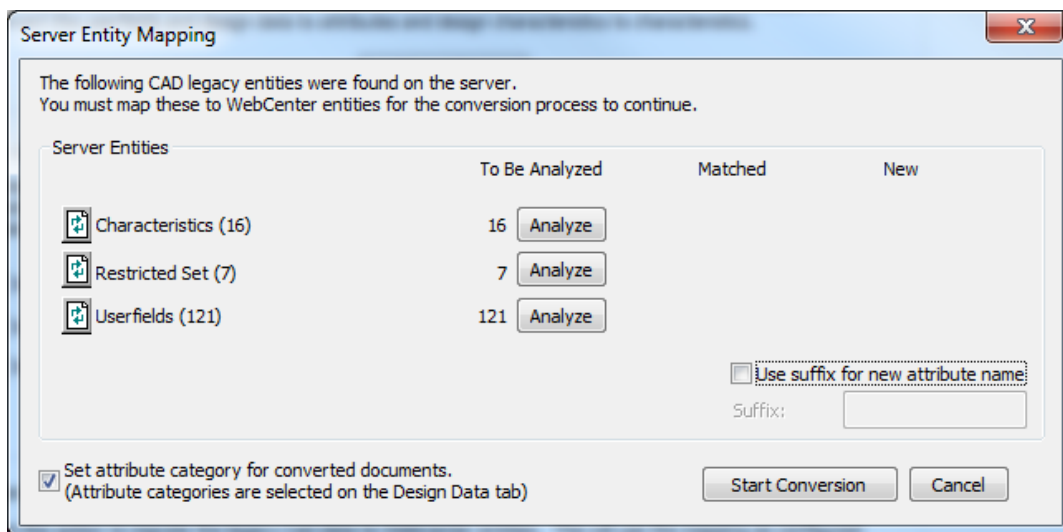 Server Entity Mapping
The following CAD legacy entities were found on the server.
You must map these to WebCenter entities for the conversion process to continue.
Server Entities
To Be Analyzed Matched New
Characteristics (16) 16 Analyze
Restricted Set (7) 7 Analyze
Userfields (121) 121 Analyze
Use suffix for new attribute name
Suffix:
Set attribute category for converted documents.
(Attribute categories are selected on the Design Data tab)
Start Conversion Cancel